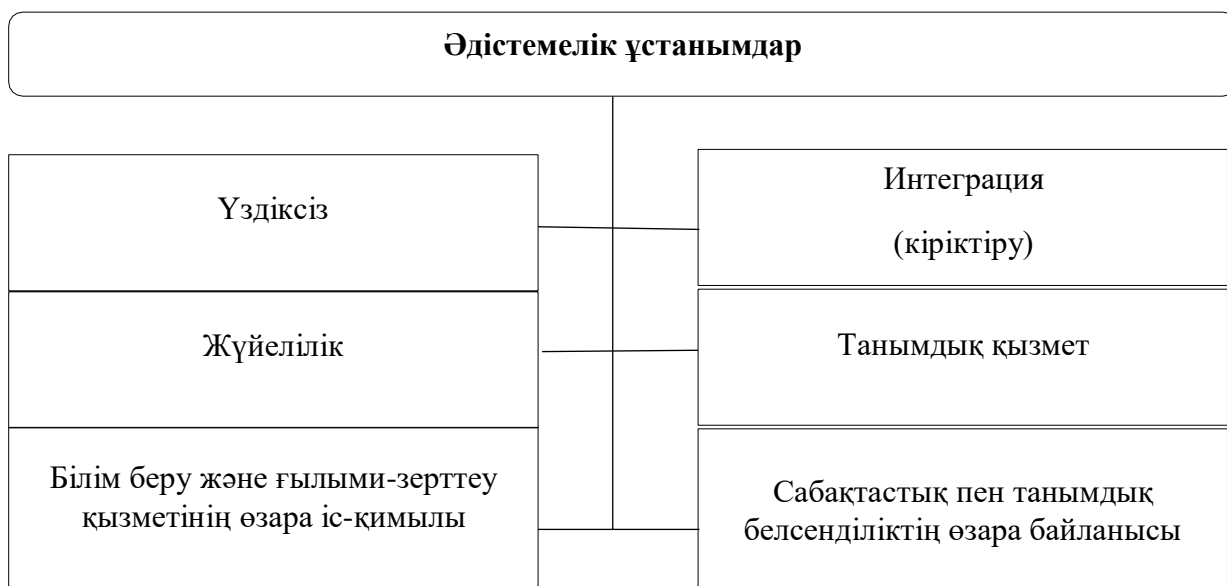 Әдістемелік ұстанымдар
Үздіксіз
Интеграция
(кіріктіру)
Жүйелілік
Танымдық қызмет
Білім беру және ғылыми-зерттеу
қызметінің өзара іс-қимылы
Сабақтастық пен танымдық
белсенділіктің өзара байланысы